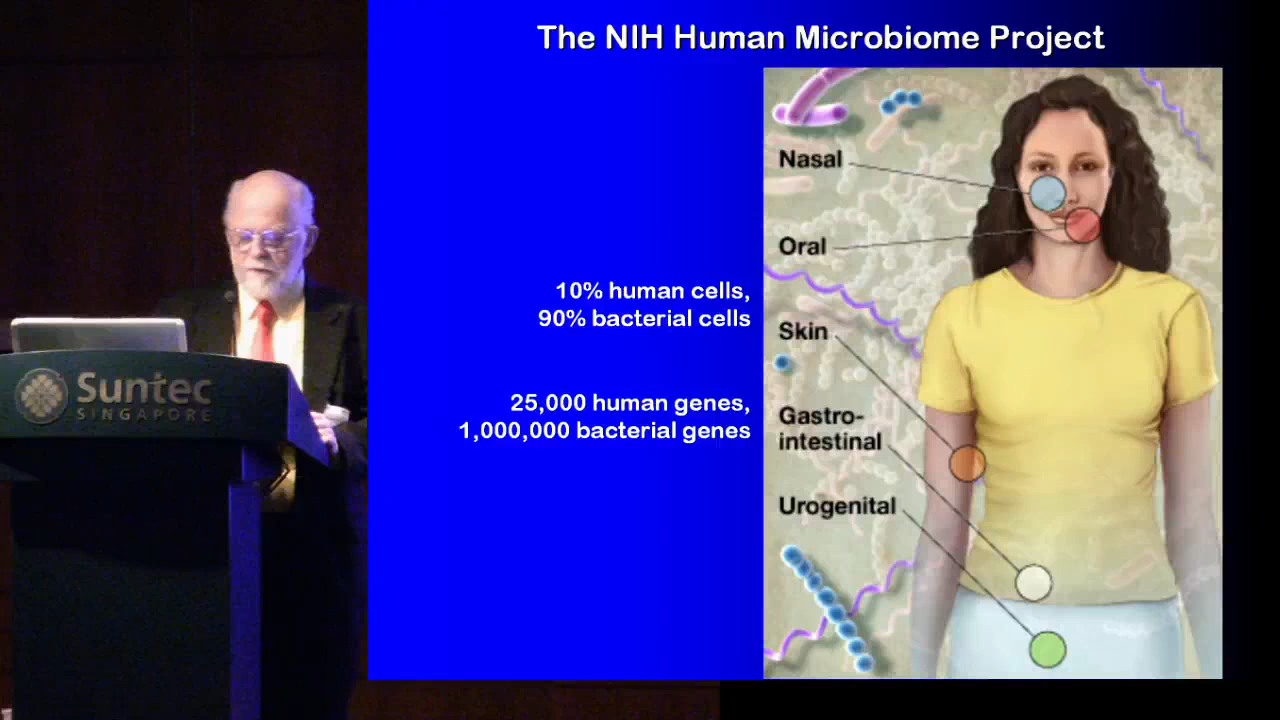 The NIH Human Microbiome Project
Nasal
Oral
10% human cells,
90% bacterial cells
Skin
25,000 human genes,
1,000,000 bacterial genes
Gastro-
intestinal
Urogenital
Suntec
SINGAPORE